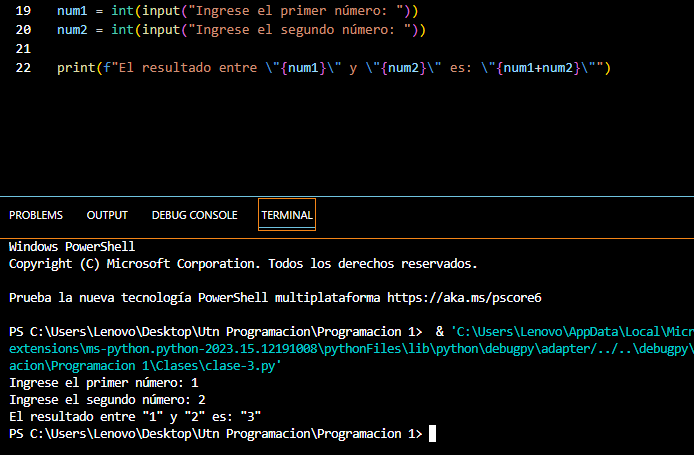 19 num1 = int(input("Ingrese el primer número: "))
20 num2 = int(input("Ingrese el segundo número: "))
21
22 print(f"El resultado entre \"{num1}\" y \"{num2}\" es: \"{num1+num2}\"")
PROBLEMS OUTPUT DEBUG CONSOLE TERMINAL
Windows PowerShell
Copyright (C) Microsoft Corporation. Todos los derechos reservados.
Prueba la nueva tecnología PowerShell multiplataforma https://aka.ms/pscore6
PS C:\Users\Lenovo\Desktop\Utn Programacion\Programacion 1>  & 'C:\Users\Lenovo\AppData\Local\Micr
extensions\ms-python.python-2023.15.12191008\pythonFiles\lib\python\debugpy\adapter/../..\debugpy\
acion\Programacion 1\Clases\clase-3.py'
Ingrese el primer número: 1
Ingrese el segundo número: 2
El resultado entre "1" y "2" es: "3"
PS C:\Users\Lenovo\Desktop\Utn Programacion\Programacion 1>